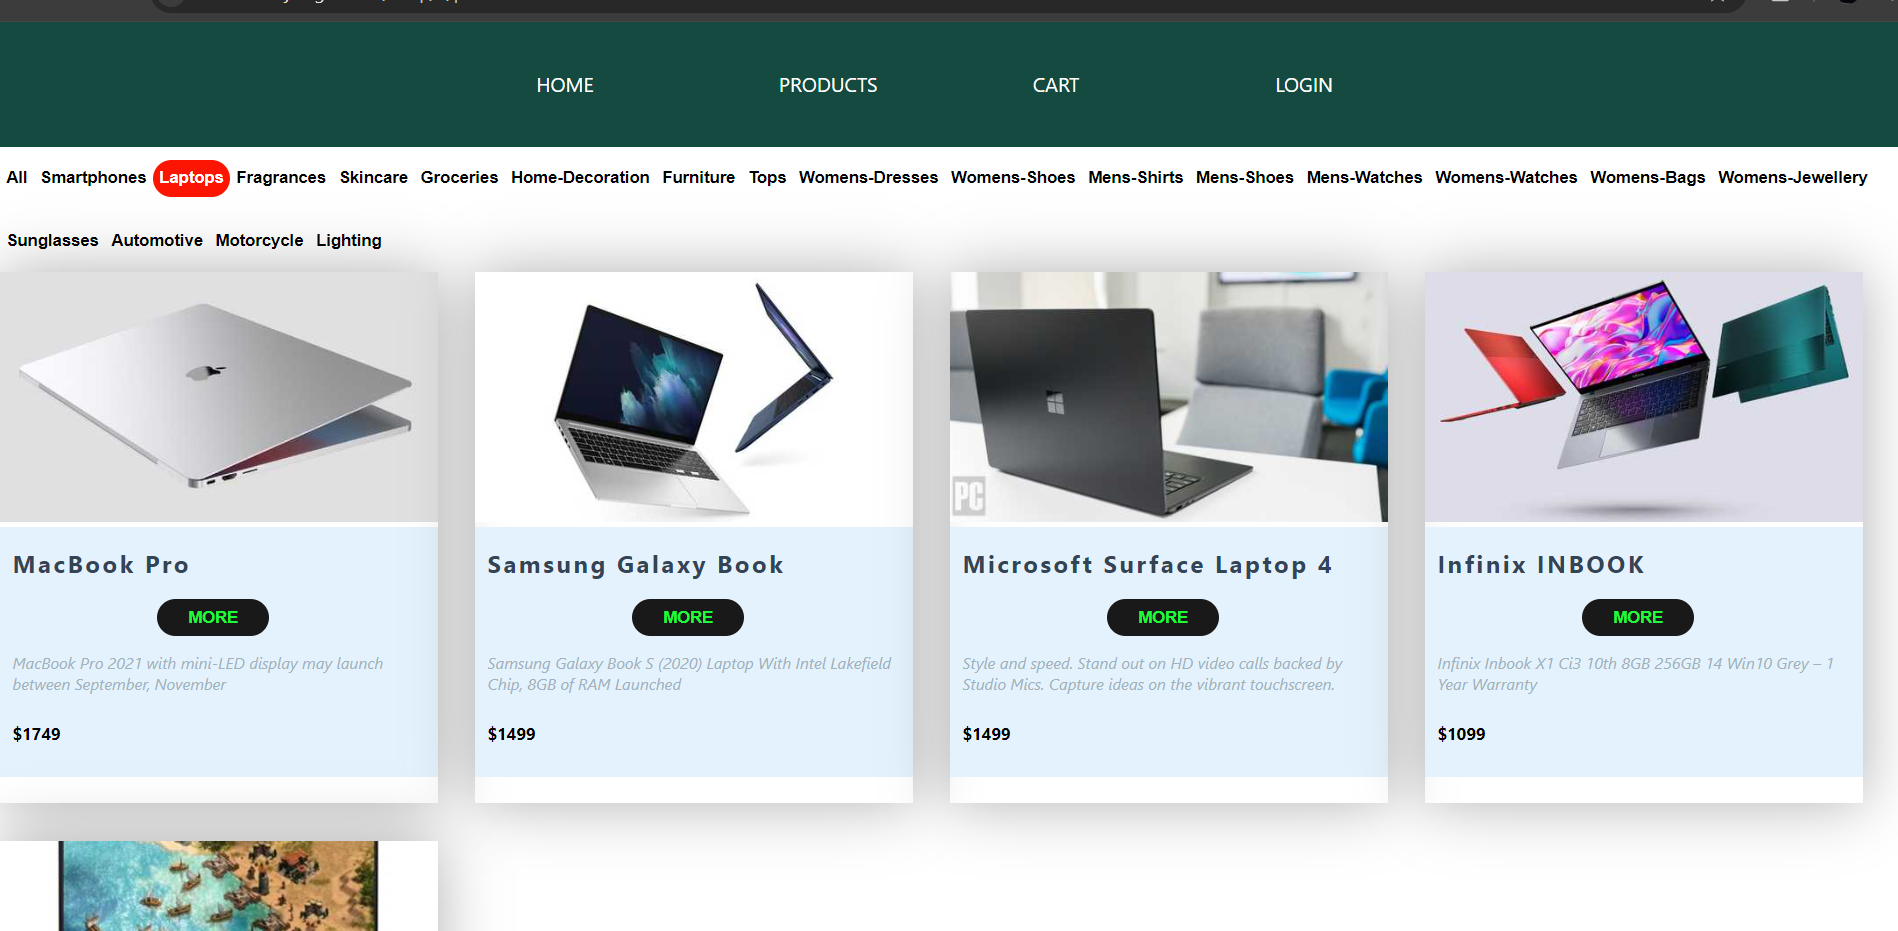 HOME PRODUCTS CART LOGIN
All Smartphones Laptops Fragrances Skincare Groceries Home-Decoration Furniture Tops Womens-Dresses Womens-Shoes Mens-Shirts Mens-Shoes Mens-Watches Womens-Watches Womens-Bags Womens-Jewellery
Sunglasses Automotive Motorcycle Lighting
PC
MacBook Pro
MORE
MacBook Pro 2021 with mini-LED display may launch
between September, November
$1749
Samsung Galaxy Book
MORE
Samsung Galaxy Book S (2020) Laptop With Intel Lakefield
Chip, 8GB of RAM Launched
$1499
Microsoft Surface Laptop 4
MORE
Style and speed. Stand out on HD video calls backed by
Studio Mics. Capture ideas on the vibrant touchscreen.
$1499
Infinix INBOOK
MORE
Infinix Inbook X1 Ci3 10th 8GB 256GB 14 Win10 Grey – 1
Year Warranty
$1099